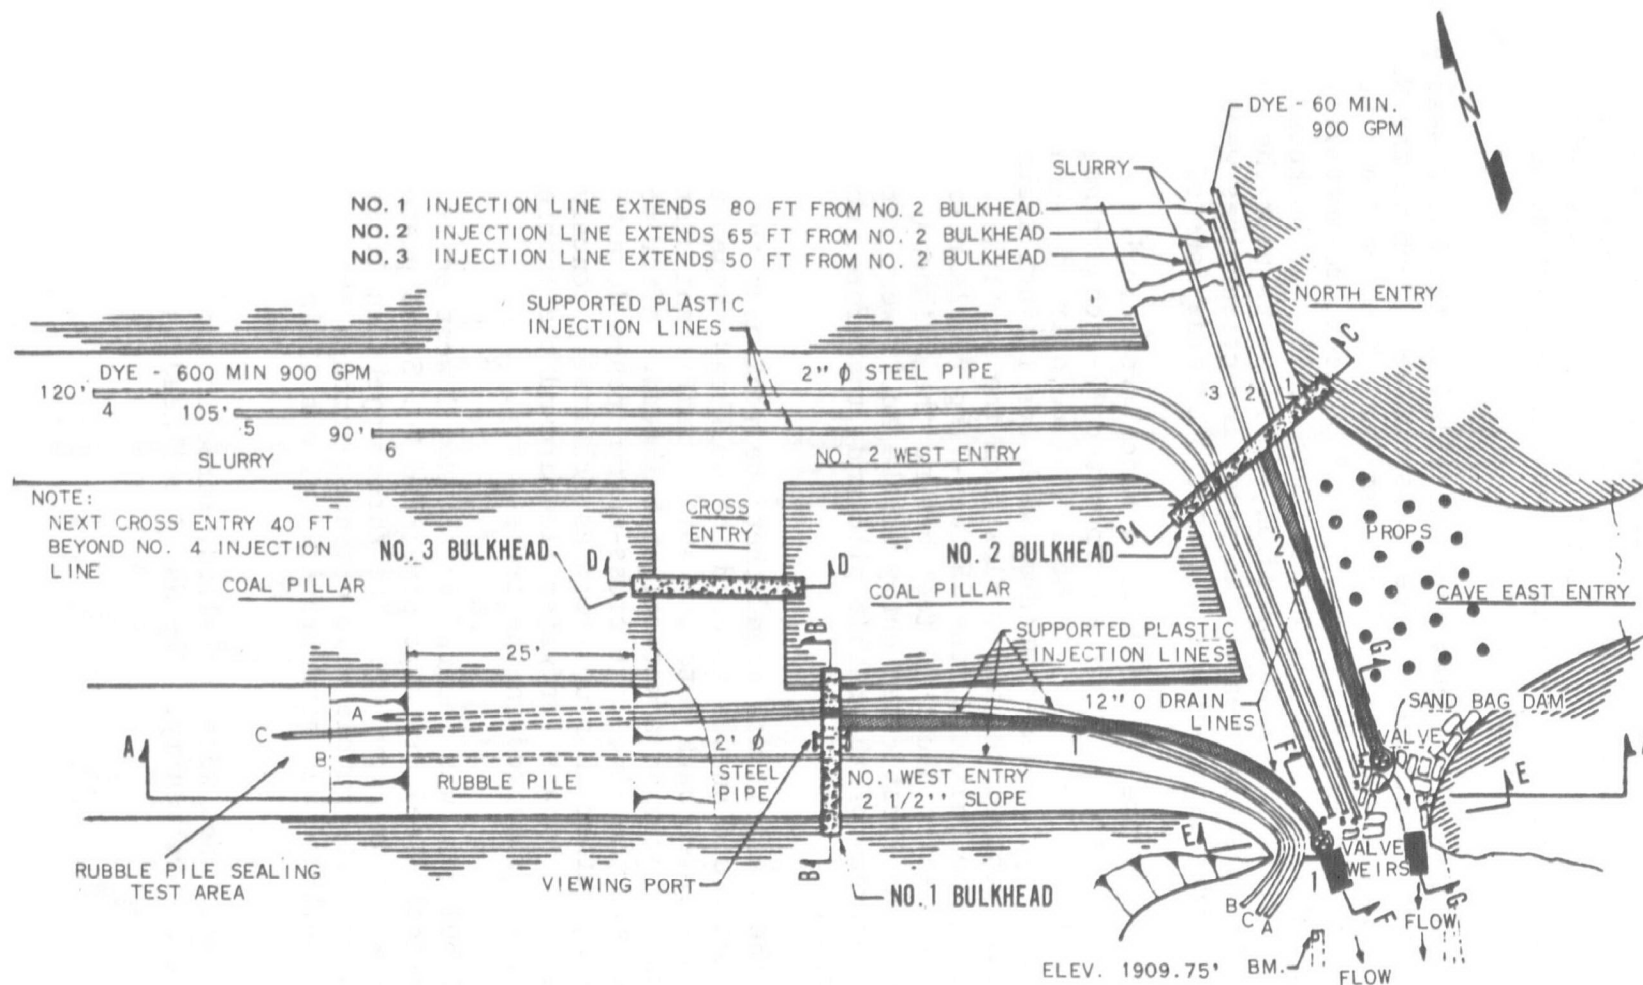 N
DYE - 60 MIN.
900 GPM
SLURRY
NO. 1 INJECTION LINE EXTENDS 80 FT FROM NO. 2 BULKHEAD
NO. 2 INJECTION LINE EXTENDS 65 FT FROM NO. 2 BULKHEAD
NO. 3 INJECTION LINE EXTENDS 50 FT FROM NO. 2 BULKHEAD
NORTH ENTRY
SUPPORTED PLASTIC
INJECTION LINES
C
DYE - 600 MIN 900 GPM
2" ϕ STEEL PIPE
120'
4
105'
5
90'
6
3
2
1
SLURRY
NO. 2 WEST ENTRY
NOTE:
NEXT CROSS ENTRY 40 FT
BEYOND NO. 4 INJECTION
LINE
CROSS
ENTRY
NO. 3 BULKHEAD
NO. 2 BULKHEAD
C
2
PROPS
D
D
COAL PILLAR
COAL PILLAR
CAVE EAST ENTRY
B
SUPPORTED PLASTIC
INJECTION LINES
25'
G
12" O DRAIN
LINES
SAND BAG DAM
VALVE
A
C
B
A
2' ϕ
STEEL
PIPE
1
RUBBLE PILE
NO. 1 WEST ENTRY
2 1/2'' SLOPE
F
E
E
VALVE
WEIRS
1
RUBBLE PILE SEALING
TEST AREA
VIEWING PORT
B
NO. 1 BULKHEAD
B
C
A
F
G
FLOW
ELEV. 1909.75'
BM.
FLOW